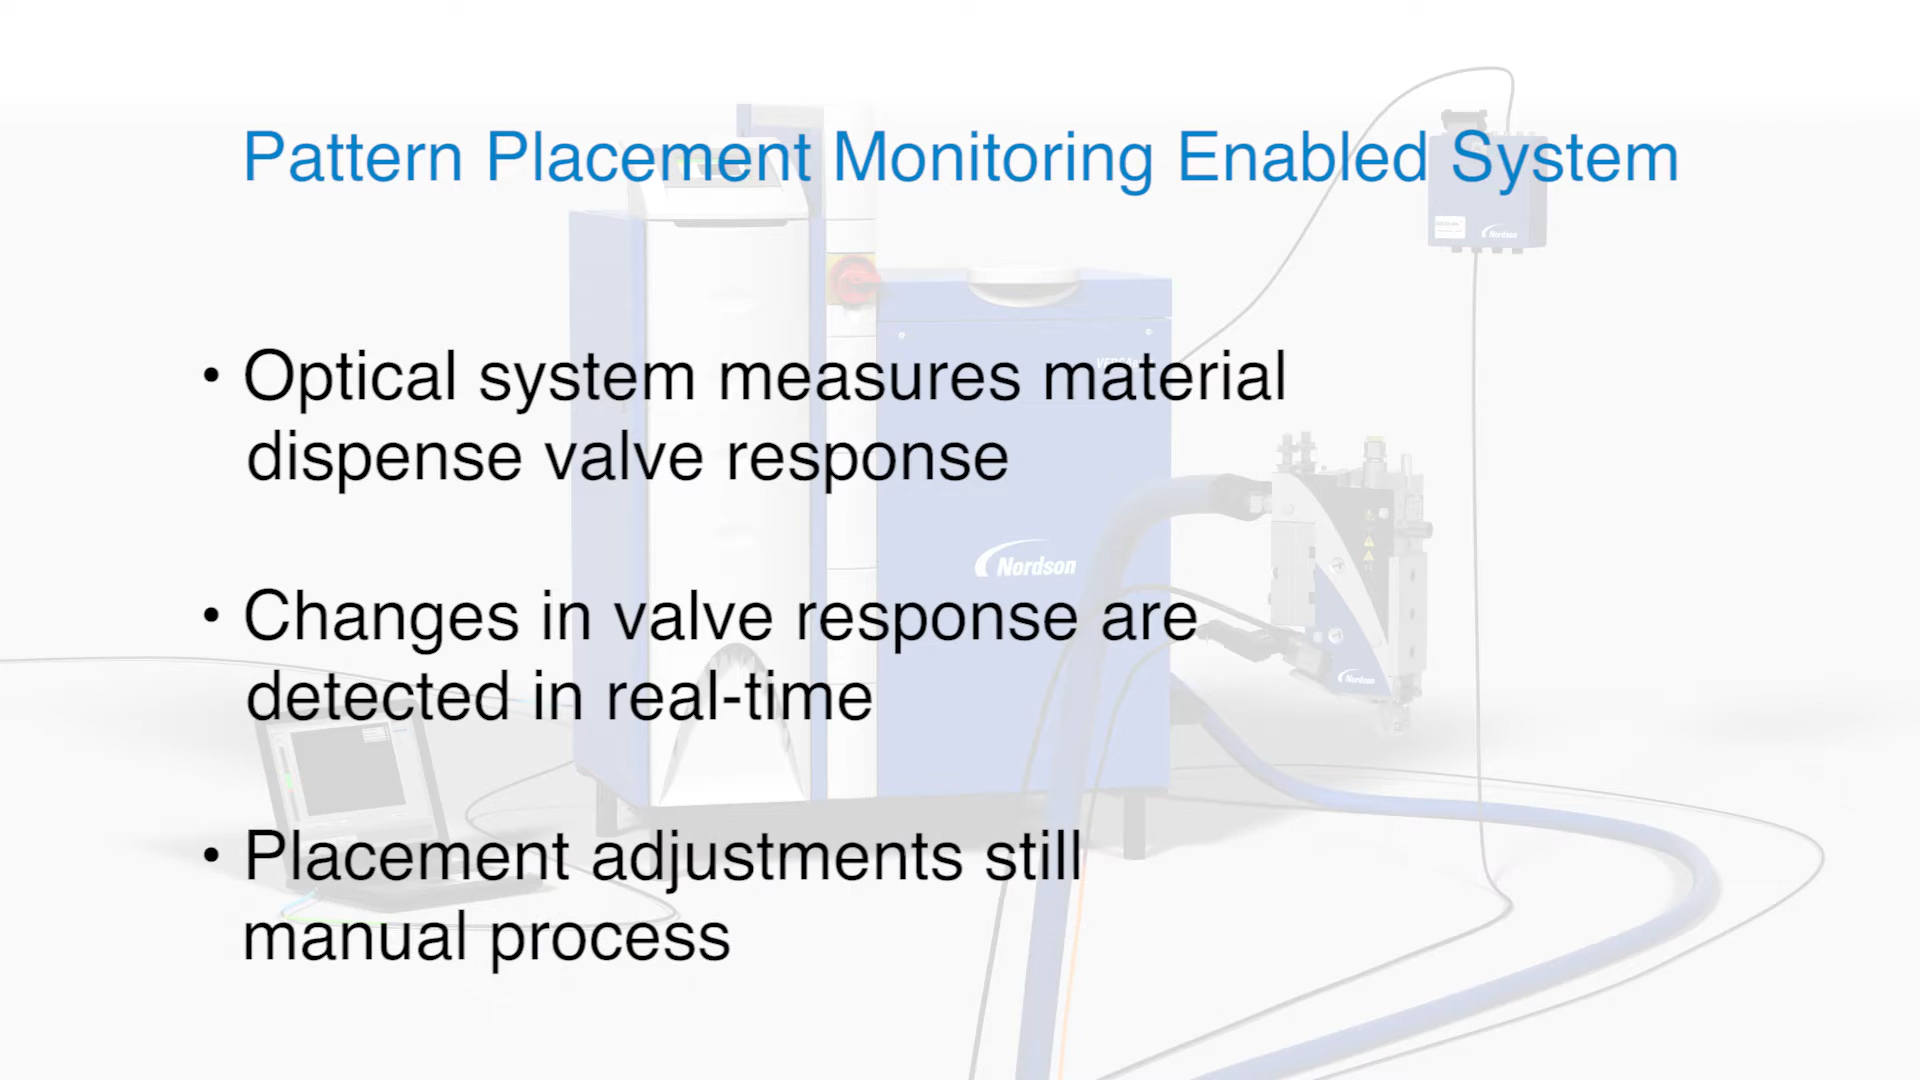 Pattern Placement Monitoring Enabled System
• Optical system measures material
dispense valve response
Nordson
• Changes in valve response are
detected in real-time
Nordson
• Placement adjustments still
manual process
Nordson